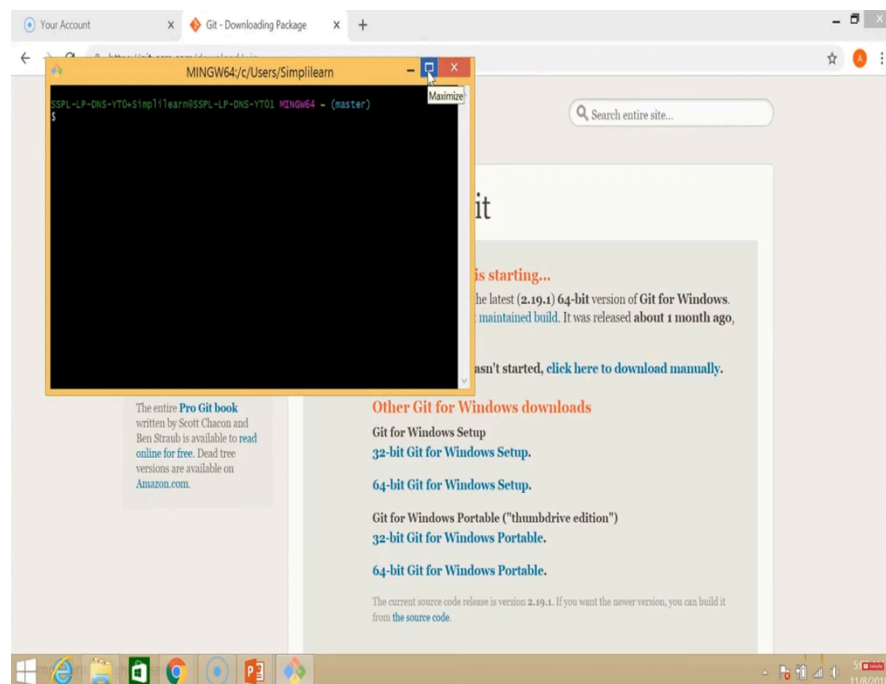 Your Account
Git - Downloading Package
MINGW64:/c/Users/Simplilearn
Maximize
SSPL-LP-DNS-YTO+Simplilearn@SSPL-LP-DNS-YTO1 MINGW64 ~ (master)
$
Search entire site...
it
is starting...
he latest (2.19.1) 64-bit version of Git for Windows.
maintained build. It was released about 1 month ago,
asn't started, click here to download manually.
The entire Pro Git book
written by Scott Chacon and
Ben Straub is available to read
online for free. Dead tree
versions are available on
Amazon.com.
Other Git for Windows downloads
Git for Windows Setup
32-bit Git for Windows Setup.
64-bit Git for Windows Setup.
Git for Windows Portable ("thumbdrive edition")
32-bit Git for Windows Portable.
64-bit Git for Windows Portable.
The current source code release is version 2.19.1. If you want the newer version, you can build it
from the source code.